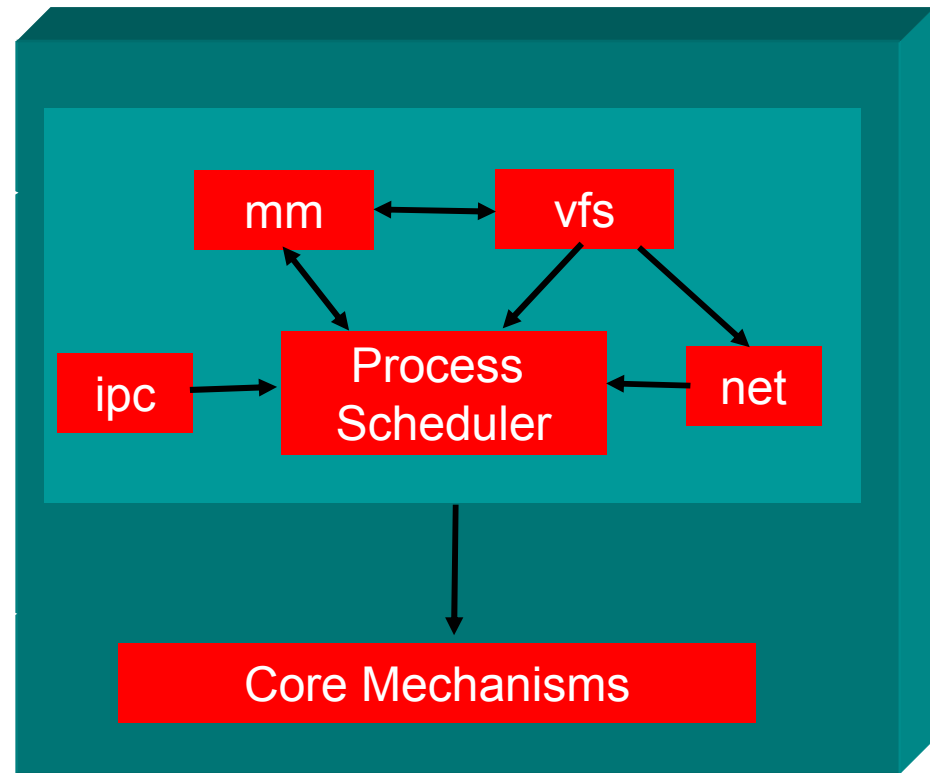 mm
vfs
Process
Scheduler
ipc
net
Core Mechanisms